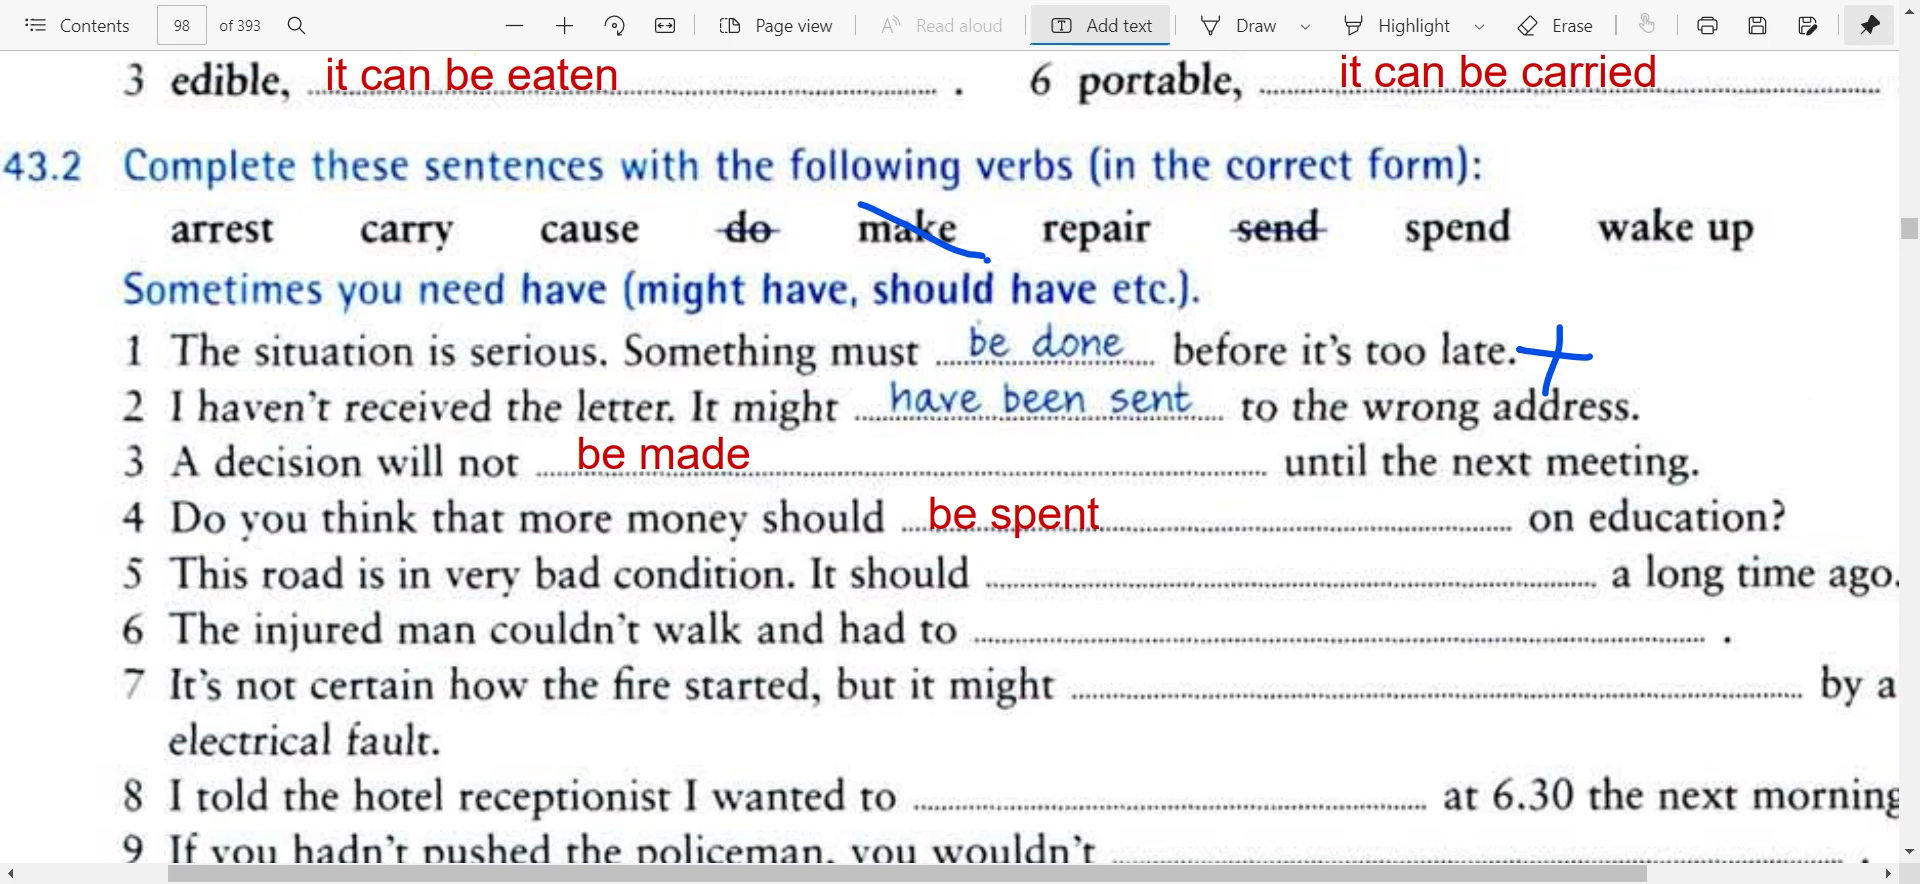 Contents 98 of 393 Page view Read aloud Add text Draw Highlight Erase
3 edible, it can be eaten . 6 portable, it can be carried
43.2 Complete these sentences with the following verbs (in the correct form):
arrest carry cause do make repair send spend wake up
Sometimes you need have (might have, should have etc.).
1 The situation is serious. Something must be done before it's too late.
2 I haven't received the letter. It might have been sent to the wrong address.
3 A decision will not be made until the next meeting.
4 Do you think that more money should be spent on education?
5 This road is in very bad condition. It should a long time ago.
6 The injured man couldn't walk and had to .
7 It's not certain how the fire started, but it might by a
electrical fault.
8 I told the hotel receptionist I wanted to at 6.30 the next morning
9 If you hadn't pushed the policeman, you wouldn't .